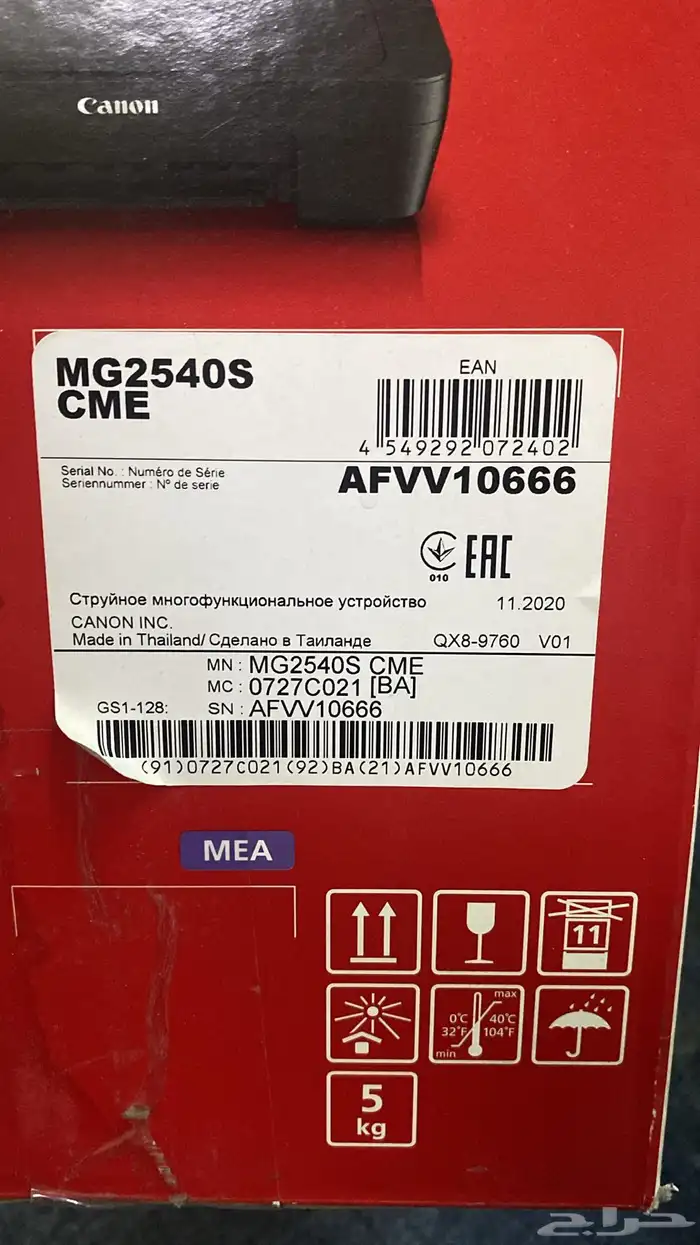 Canon
MG2540S
CME
EAN
4 549292 072402
Serial No. : Numéro de Série
Seriennummer : Nº de serie
AFVV10666
010
EAC
Струйное многофункциональное устройство 11.2020
CANON INC.
Made in Thailand/ Сделано в Таиланде QX8-9760 V01
MN : MG2540S CME
MC : 0727C021 [BA]
GS1-128: SN : AFVV10666
(91)0727C021(92)BA(21)AFVV10666
MEA
11
max
0°C 40°C
32°F 104°F
min
5
kg
حراج